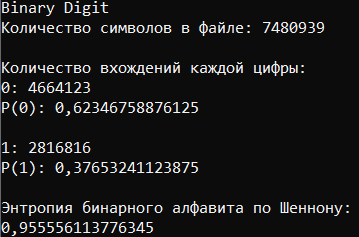 Binary Digit
Количество символов в файле: 7480939
Количество вхождений каждой цифры:
0: 4664123
P(0): 0,62346758876125
1: 2816816
P(1): 0,37653241123875
Энтропия бинарного алфавита по Шеннону:
0,955556113776345